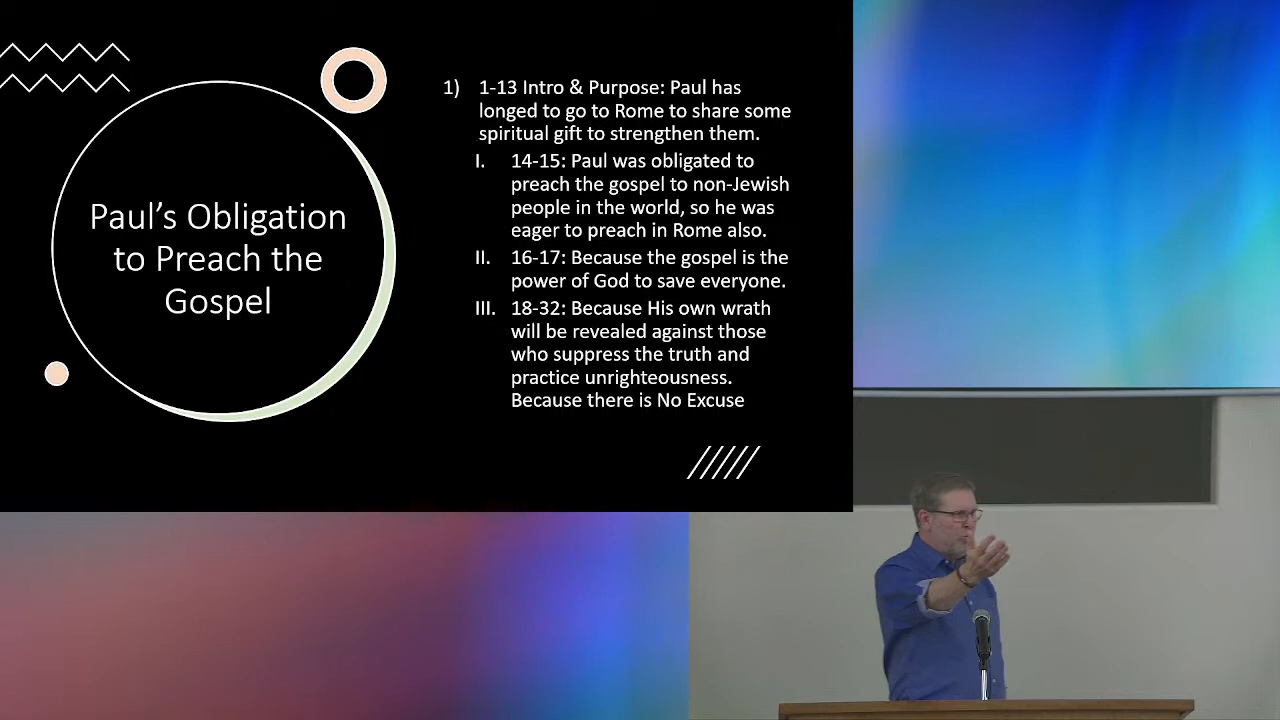 Paul's Obligation
to Preach the
Gospel
1) 1-13 Intro & Purpose: Paul has
longed to go to Rome to share some
spiritual gift to strengthen them.
I. 14-15: Paul was obligated to
preach the gospel to non-Jewish
people in the world, so he was
eager to preach in Rome also.
II. 16-17: Because the gospel is the
power of God to save everyone.
III. 18-32: Because His own wrath
will be revealed against those
who suppress the truth and
practice unrighteousness.
Because there is No Excuse